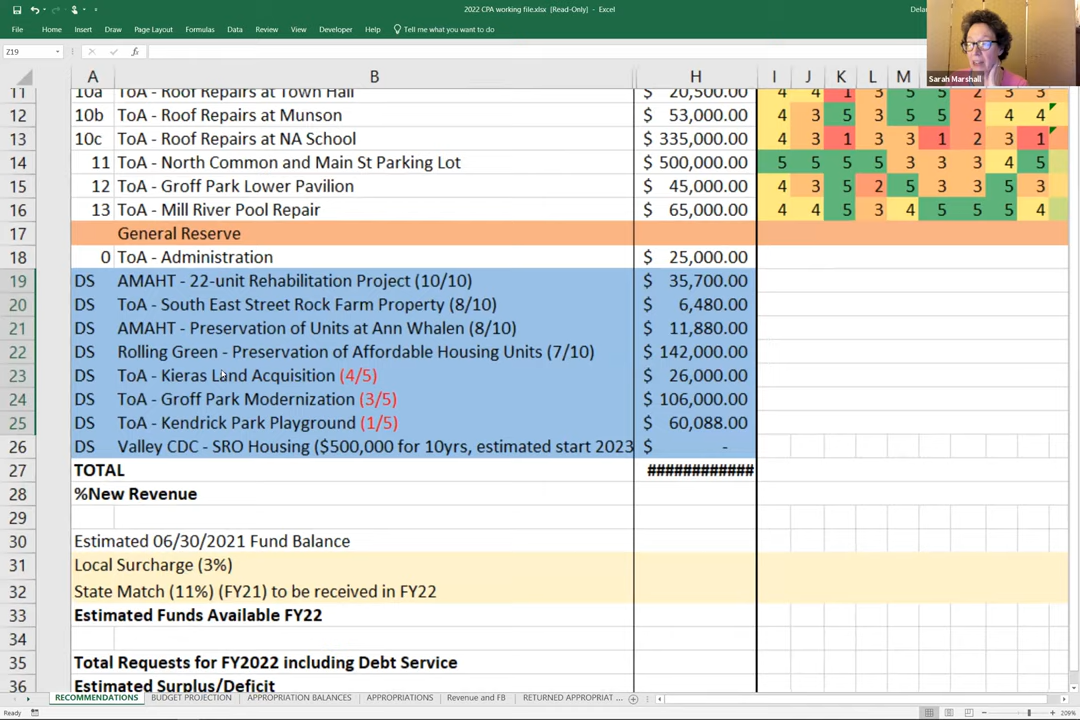 2022 CPA working file.xlsx [Read-Only] - Excel
File Home Insert Draw Page Layout Formulas Data Review View Developer Help Tell me what you want to do
Sarah Marshall
Z19 fx
A B H I J K L M
11 10a ToA - Roof Repairs at Town Hall $ 20,500.00 4 4 1 3 5 5 2 3 3
12 10b ToA - Roof Repairs at Munson $ 53,000.00 4 3 5 3 5 5 2 4 4
13 10c ToA - Roof Repairs at NA School $ 335,000.00 4 3 1 3 3 1 2 3 1
14 11 ToA - North Common and Main St Parking Lot $ 500,000.00 5 5 5 5 3 3 3 4 5
15 12 ToA - Groff Park Lower Pavilion $ 45,000.00 4 3 5 2 5 3 3 5 3
16 13 ToA - Mill River Pool Repair $ 65,000.00 4 4 5 3 4 5 5 5 4
17 General Reserve
18 0 ToA - Administration $ 25,000.00
19 DS AMAHT - 22-unit Rehabilitation Project (10/10) $ 35,700.00
20 DS ToA - South East Street Rock Farm Property (8/10) $ 6,480.00
21 DS AMAHT - Preservation of Units at Ann Whalen (8/10) $ 11,880.00
22 DS Rolling Green - Preservation of Affordable Housing Units (7/10) $ 142,000.00
23 DS ToA - Kieras Land Acquisition (4/5) $ 26,000.00
24 DS ToA - Groff Park Modernization (3/5) $ 106,000.00
25 DS ToA - Kendrick Park Playground (1/5) $ 60,088.00
26 DS Valley CDC - SRO Housing ($500,000 for 10yrs, estimated start 2023 $ -
27 TOTAL ############
28 %New Revenue
29
30 Estimated 06/30/2021 Fund Balance
31 Local Surcharge (3%)
32 State Match (11%) (FY21) to be received in FY22
33 Estimated Funds Available FY22
34
35 Total Requests for FY2022 including Debt Service
36 Estimated Surplus/Deficit
RECOMMENDATIONS BUDGET PROJECTION APPROPRIATION BALANCES APPROPRIATIONS Revenue and FB RETURNED APPROPRIAT ...
Ready 209%